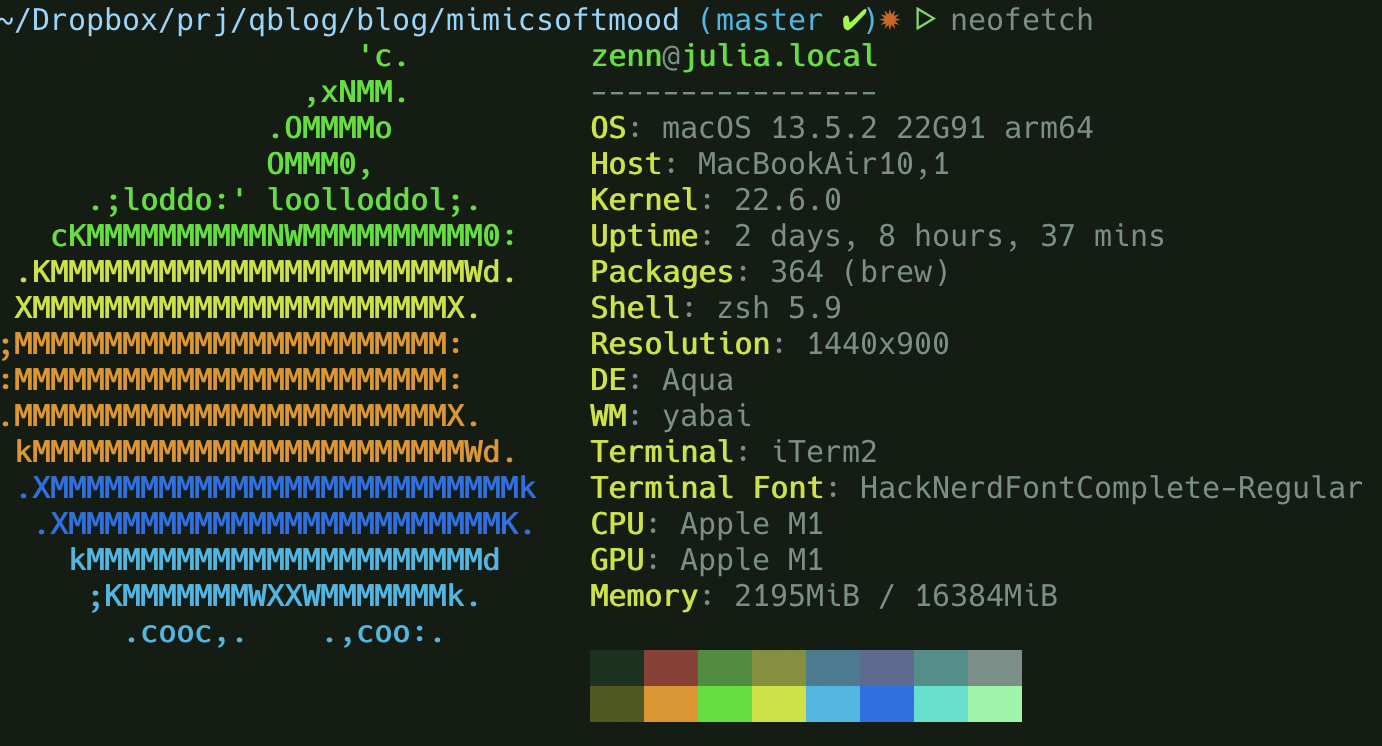 ~/Dropbox/prj/qblog/blog/mimicsoftmood (master ✔)✹ ▷ neofetch
                    'c.          zenn@julia.local
                 ,xNMM.          ----------------
               .OMMMMo           OS: macOS 13.5.2 22G91 arm64
               OMMM0,            Host: MacBookAir10,1
     .;loddo:' loolloddol;.      Kernel: 22.6.0
   cKMMMMMMMMMMNWMMMMMMMMMM0:    Uptime: 2 days, 8 hours, 37 mins
 .KMMMMMMMMMMMMMMMMMMMMMMMWd.    Packages: 364 (brew)
 XMMMMMMMMMMMMMMMMMMMMMMMX.      Shell: zsh 5.9
;MMMMMMMMMMMMMMMMMMMMMMMM:       Resolution: 1440x900
:MMMMMMMMMMMMMMMMMMMMMMMM:       DE: Aqua
.MMMMMMMMMMMMMMMMMMMMMMMMX.      WM: yabai
 kMMMMMMMMMMMMMMMMMMMMMMMMWd.    Terminal: iTerm2
 .XMMMMMMMMMMMMMMMMMMMMMMMMMMk   Terminal Font: HackNerdFontComplete-Regular
  .XMMMMMMMMMMMMMMMMMMMMMMMMK.   CPU: Apple M1
    kMMMMMMMMMMMMMMMMMMMMMMd     GPU: Apple M1
     ;KMMMMMMMWXXWMMMMMMMk.      Memory: 2195MiB / 16384MiB
       .cooc,.    .,coo:.